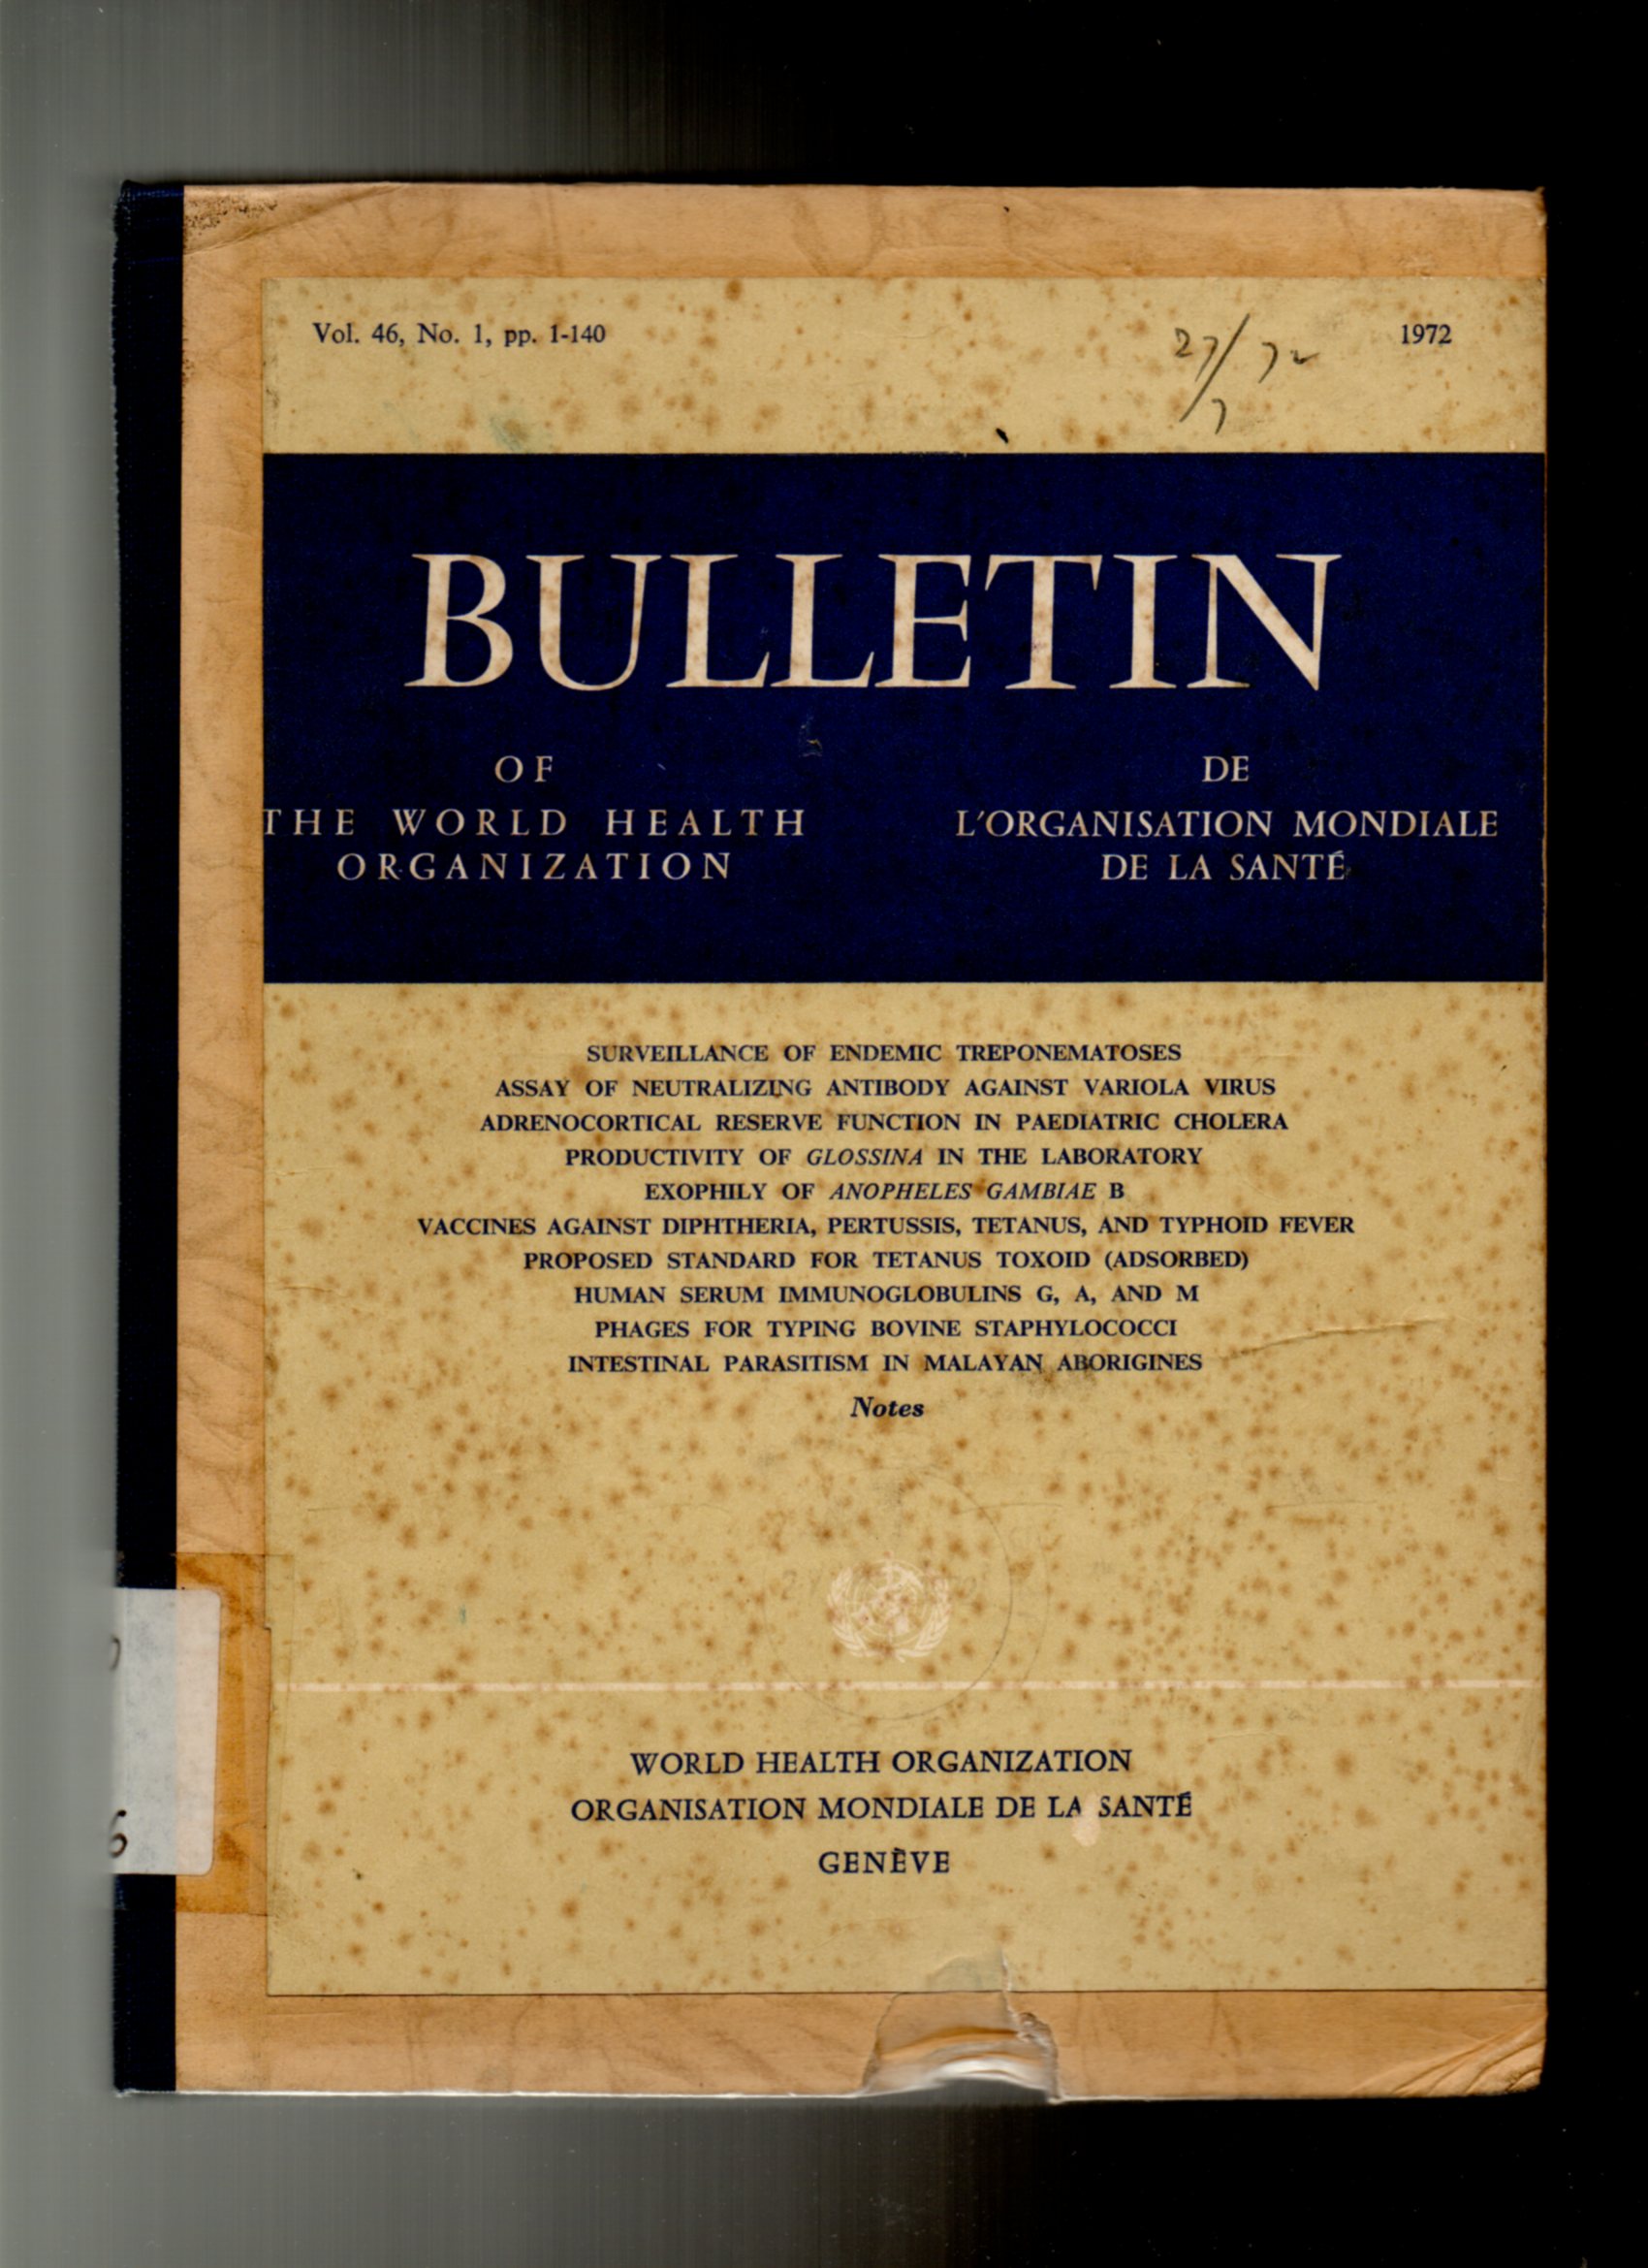 Vol. 46, No. 1, pp. 1-140
1972
27/7 72
BULLETIN
OF
THE WORLD HEALTH
ORGANIZATION
DE
L'ORGANISATION MONDIALE
DE LA SANTÉ
SURVEILLANCE OF ENDEMIC TREPONEMATOSES
ASSAY OF NEUTRALIZING ANTIBODY AGAINST VARIOLA VIRUS
ADRENOCORTICAL RESERVE FUNCTION IN PAEDIATRIC CHOLERA
PRODUCTIVITY OF GLOSSINA IN THE LABORATORY
EXOPHILY OF ANOPHELES GAMBIAE B
VACCINES AGAINST DIPHTHERIA, PERTUSSIS, TETANUS, AND TYPHOID FEVER
PROPOSED STANDARD FOR TETANUS TOXOID (ADSORBED)
HUMAN SERUM IMMUNOGLOBULINS G, A, AND M
PHAGES FOR TYPING BOVINE STAPHYLOCOCCI
INTESTINAL PARASITISM IN MALAYAN ABORIGINES
Notes
WORLD HEALTH ORGANIZATION
ORGANISATION MONDIALE DE LA SANTÉ
GENÈVE